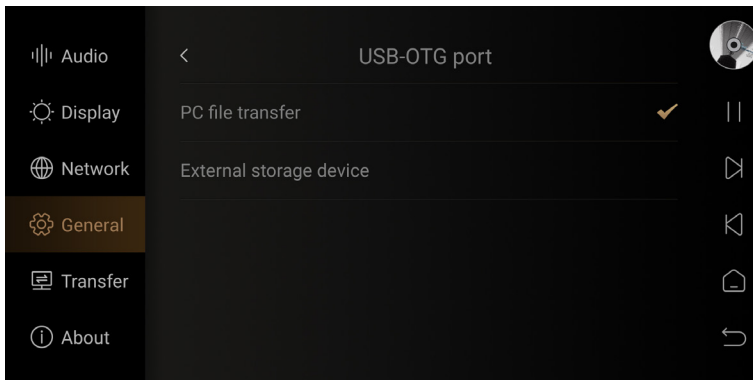 Audio
Display
Network
General
Transfer
About
USB-OTG port
PC file transfer
External storage device